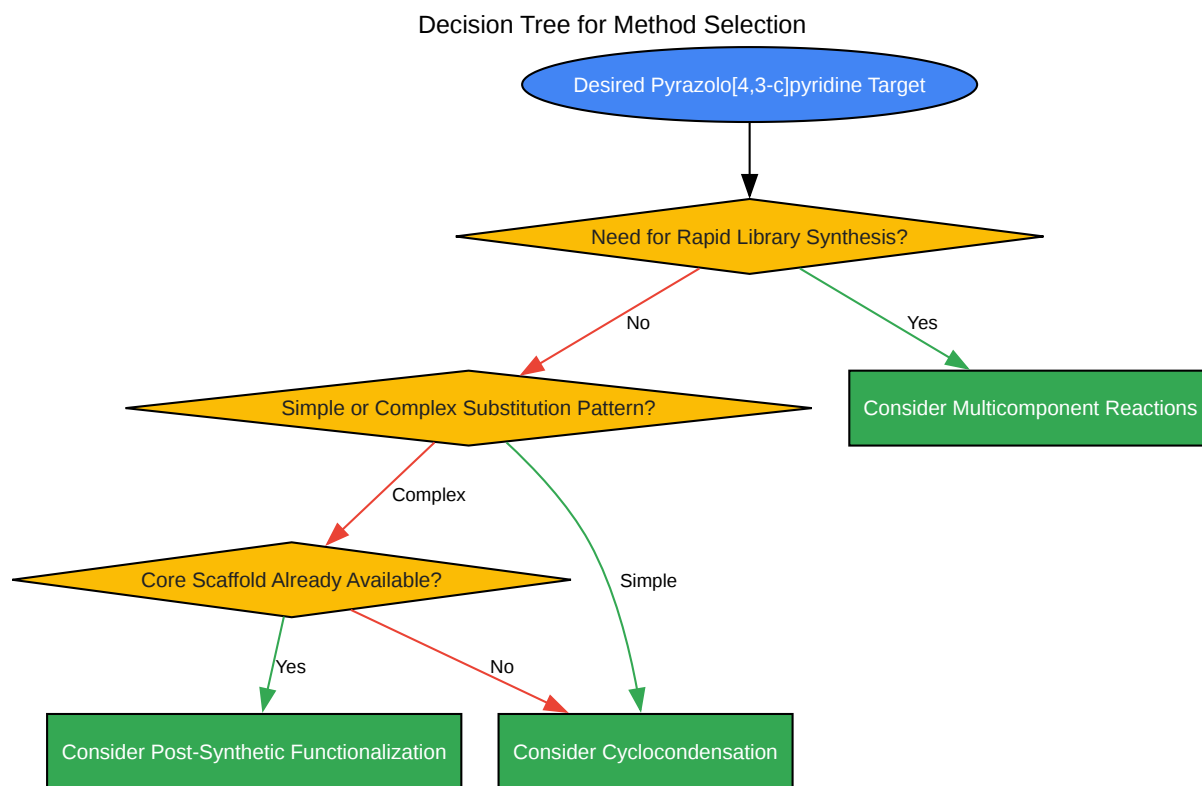 Decision Tree for Method Selection
Desired Pyrazolo[4,3-c]pyridine Target
Need for Rapid Library Synthesis?
No
Yes
Simple or Complex Substitution Pattern?
Consider Multicomponent Reactions
Complex
Simple
Core Scaffold Already Available?
Yes
No
Consider Post-Synthetic Functionalization
Consider Cyclocondensation